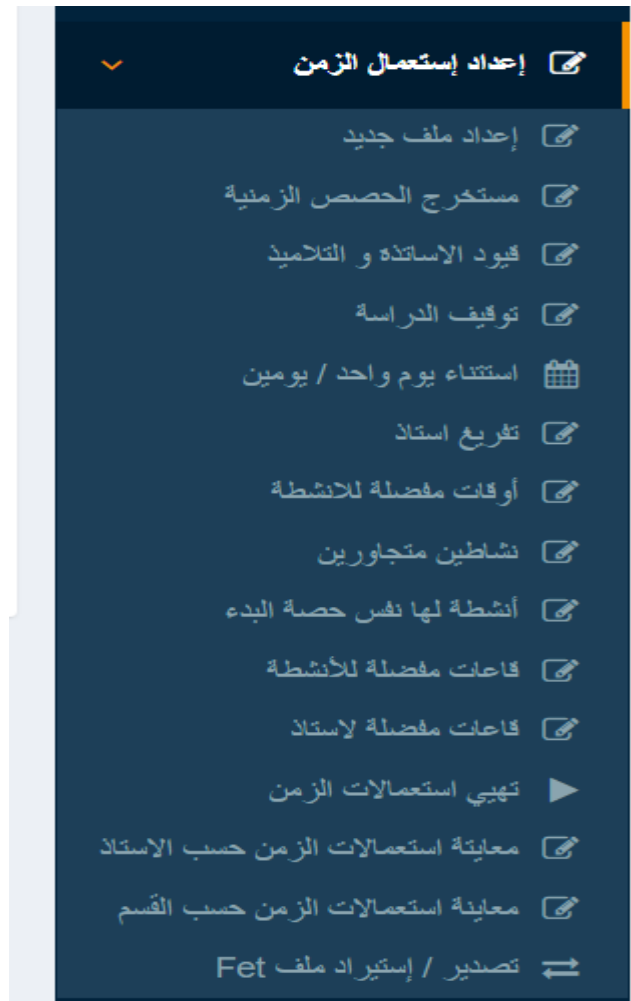 إعداد إستعمال الزمن
إعداد ملف جديد
مستخرج الحصص الزمنية
قيود الاساتذه و التلاميذ
توقيف الدراسة
استتناء يوم واحد / يومين
تفريغ استاذ
أوقات مفضلة للانشطة
نشاطين متجاورين
أنشطة لها نفس حصة البدء
قاعات مفضلة للأنشطة
قاعات مفضلة لاستاذ
تهيي استعمالات الزمن
معاينة استعمالات الزمن حسب الاستاذ
معاينة استعمالات الزمن حسب القسم
تصدير / إستيراد ملف Fet